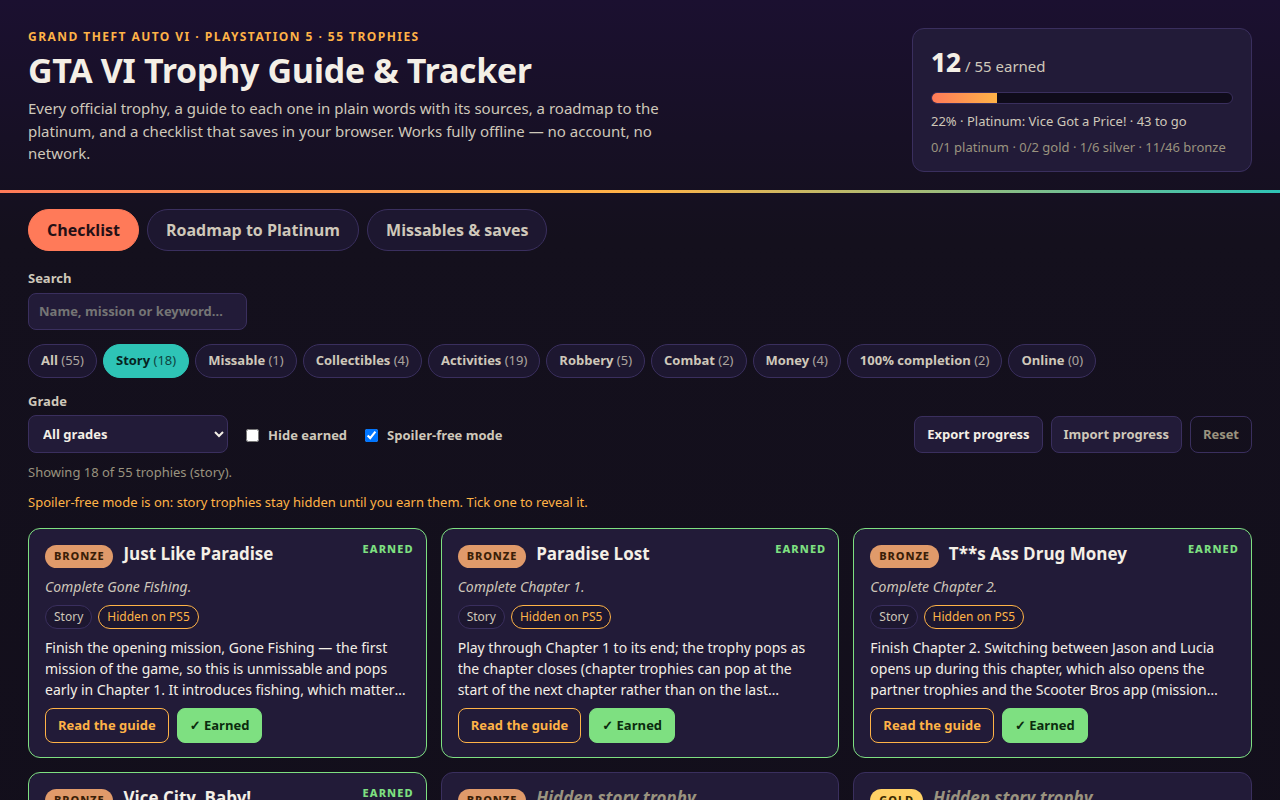 GRAND THEFT AUTO VI · PLAYSTATION 5 · 55 TROPHIES
GTA VI Trophy Guide & Tracker
Every official trophy, a guide to each one in plain words with its sources, a roadmap to the
platinum, and a checklist that saves in your browser. Works fully offline — no account, no
network.
12 / 55 earned
22% · Platinum: Vice Got a Price! · 43 to go
0/1 platinum · 0/2 gold · 1/6 silver · 11/46 bronze
Checklist
Roadmap to Platinum
Missables & saves
Search
Name, mission or keyword...
All (55)
Story (18)
Missable (1)
Collectibles (4)
Activities (19)
Robbery (5)
Combat (2)
Money (4)
100% completion (2)
Online (0)
Grade
All grades
Hide earned
Spoiler-free mode
Export progress
Import progress
Reset
Showing 18 of 55 trophies (story).
Spoiler-free mode is on: story trophies stay hidden until you earn them. Tick one to reveal it.
BRONZE Just Like Paradise
EARNED
Complete Gone Fishing.
Story
Hidden on PS5
Finish the opening mission, Gone Fishing — the first
mission of the game, so this is unmissable and pops
early in Chapter 1. It introduces fishing, which matter...
Read the guide
✓ Earned
BRONZE Paradise Lost
EARNED
Complete Chapter 1.
Story
Hidden on PS5
Play through Chapter 1 to its end; the trophy pops as
the chapter closes (chapter trophies can pop at the
start of the next chapter rather than on the last...
Read the guide
✓ Earned
BRONZE T**s Ass Drug Money
EARNED
Complete Chapter 2.
Story
Hidden on PS5
Finish Chapter 2. Switching between Jason and Lucia
opens up during this chapter, which also opens the
partner trophies and the Scooter Bros app (mission...
Read the guide
✓ Earned
BRONZE Vice City, Baby!
EARNED
BRONZE Hidden story trophy
GOLD Hidden story trophy